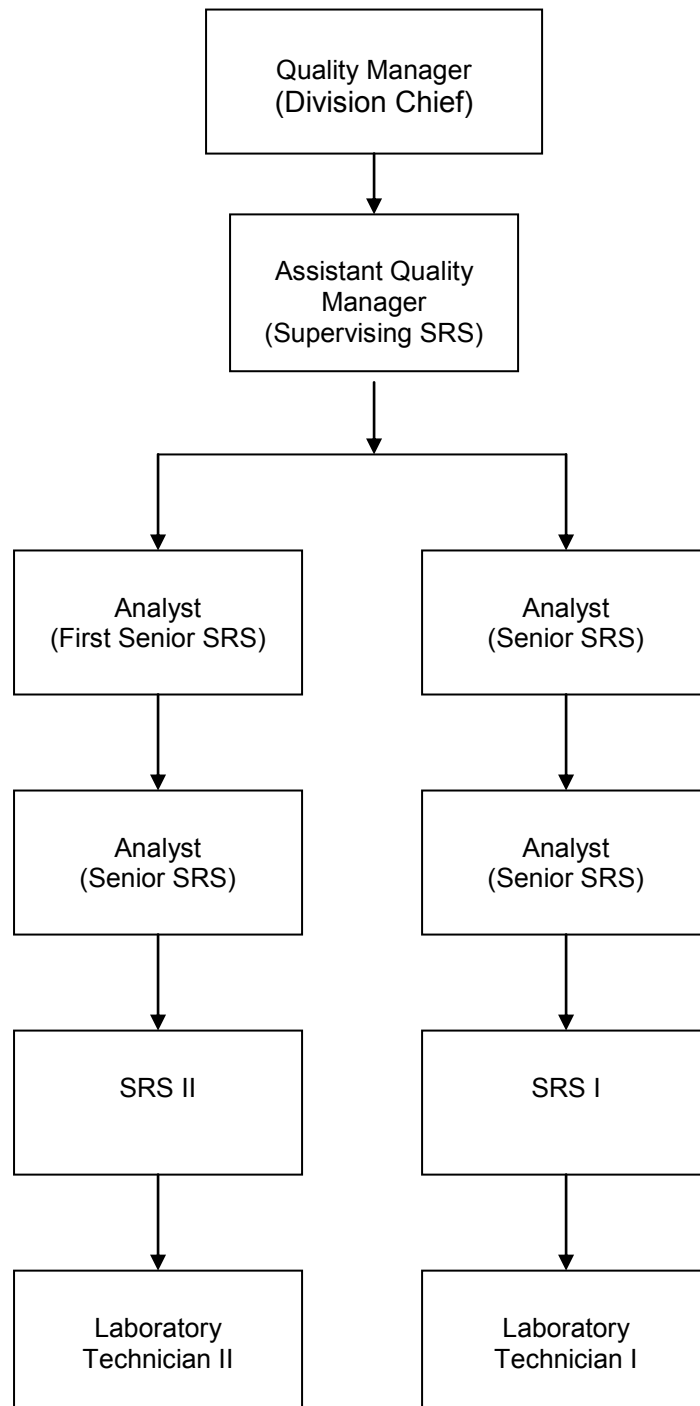 Quality Manager
(Division Chief)
Assistant Quality
Manager
(Supervising SRS)
Analyst
(First Senior SRS)
Analyst
(Senior SRS)
Analyst
(Senior SRS)
Analyst
(Senior SRS)
SRS II
SRS I
Laboratory
Technician II
Laboratory
Technician I